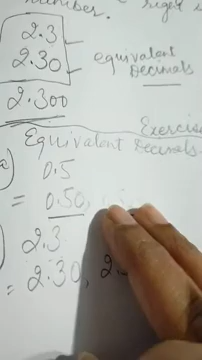 number.
2.3
2.30
equivalent
Decimals
2.300
Exercise
Equivalent Decimals
a) 0.5
= 0.50,
) 2.3
= 2.30, 2.